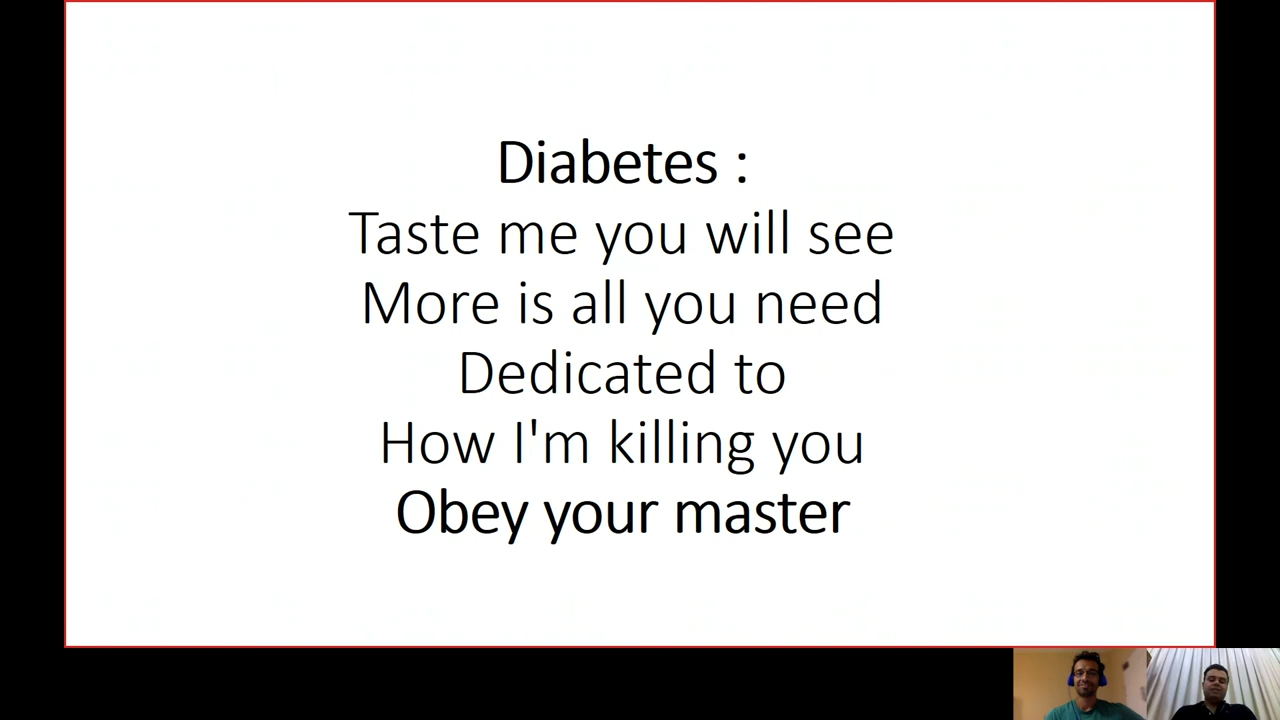 Diabetes :
Taste me you will see
More is all you need
Dedicated to
How I'm killing you
Obey your master